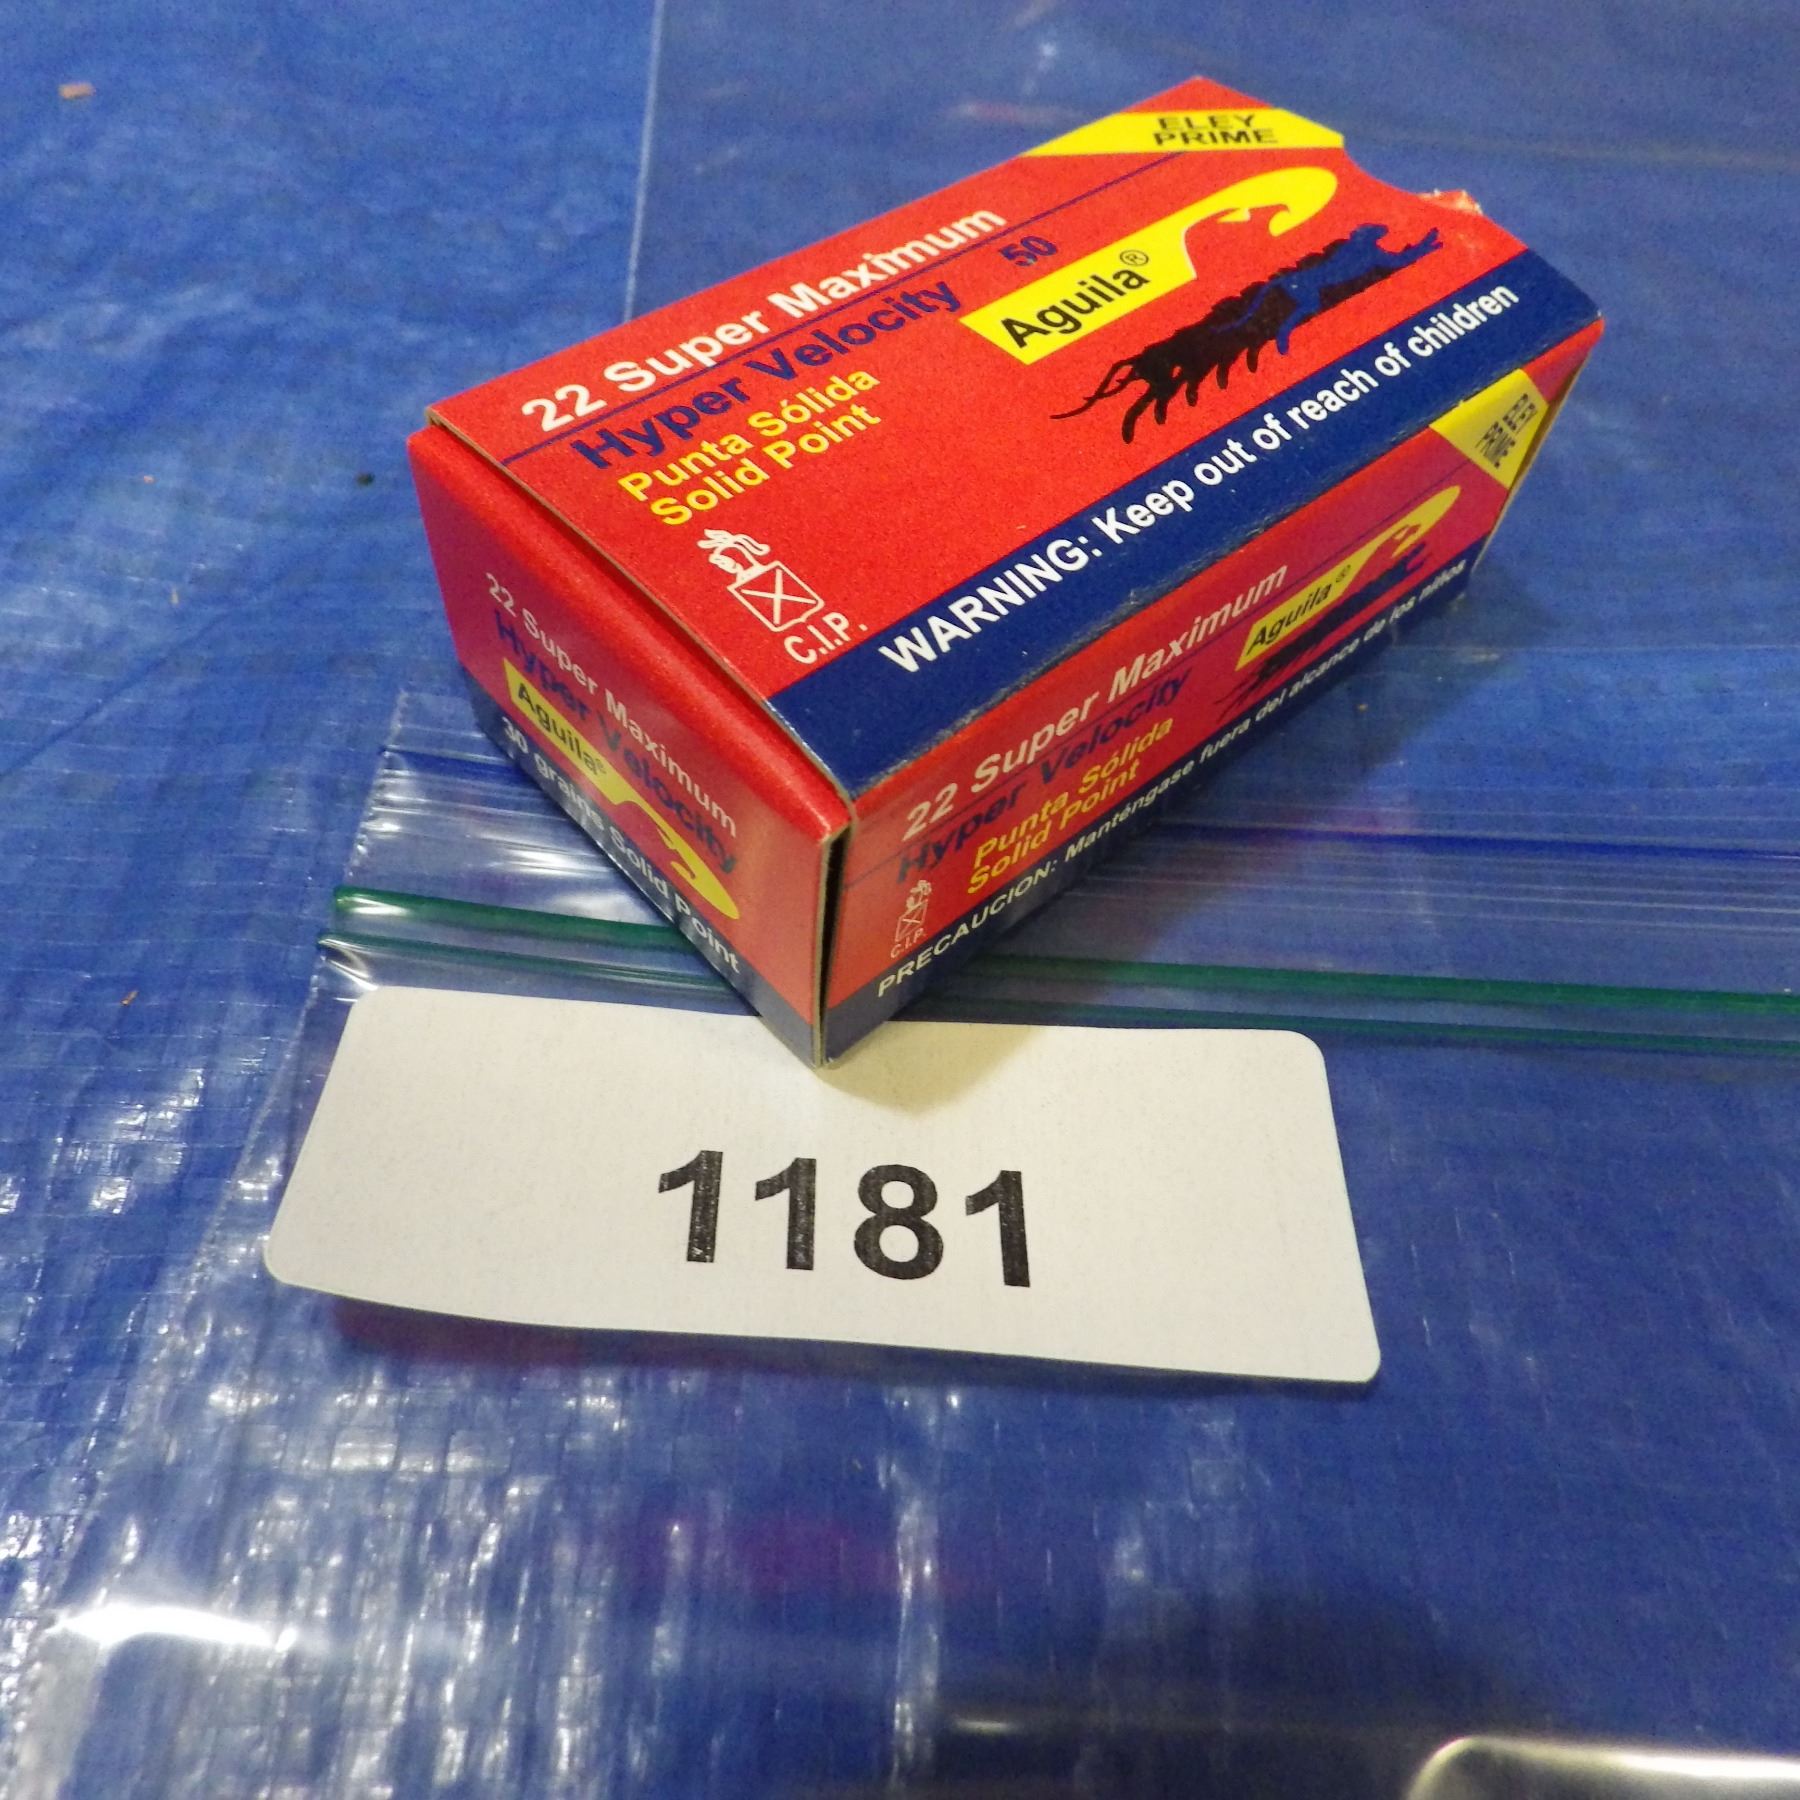 ELEY
PRIME
22 Super Maximum
Hyper Velocity 50
Punta Sólida
Solid Point
Aguila®
C.I.P.
WARNING: Keep out of reach of children
22 Super Maximum
Hyper Velocity
Aguila®
30 grains Solid Point
22 Super Maximum
Hyper Velocity
Punta Sólida
Solid Point
Aguila®
ELEY
PRIME
C.I.P.
PRECAUCION: Manténgase fuera del alcance de los niños
1181